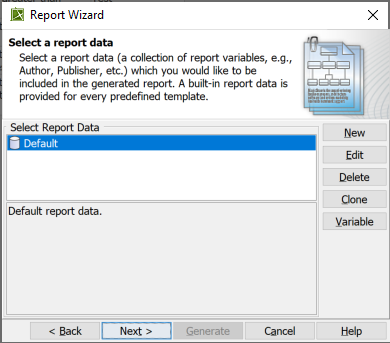 Report Wizard
Select a report data
Select a report data (a collection of report variables, e.g.,
Author, Publisher, etc.) which you would like to be
included in the generated report. A built-in report data is
provided for every predefined template.
Select Report Data
Default
Default report data.
New
Edit
Delete
Clone
Variable
< Back
Next >
Generate
Cancel
Help